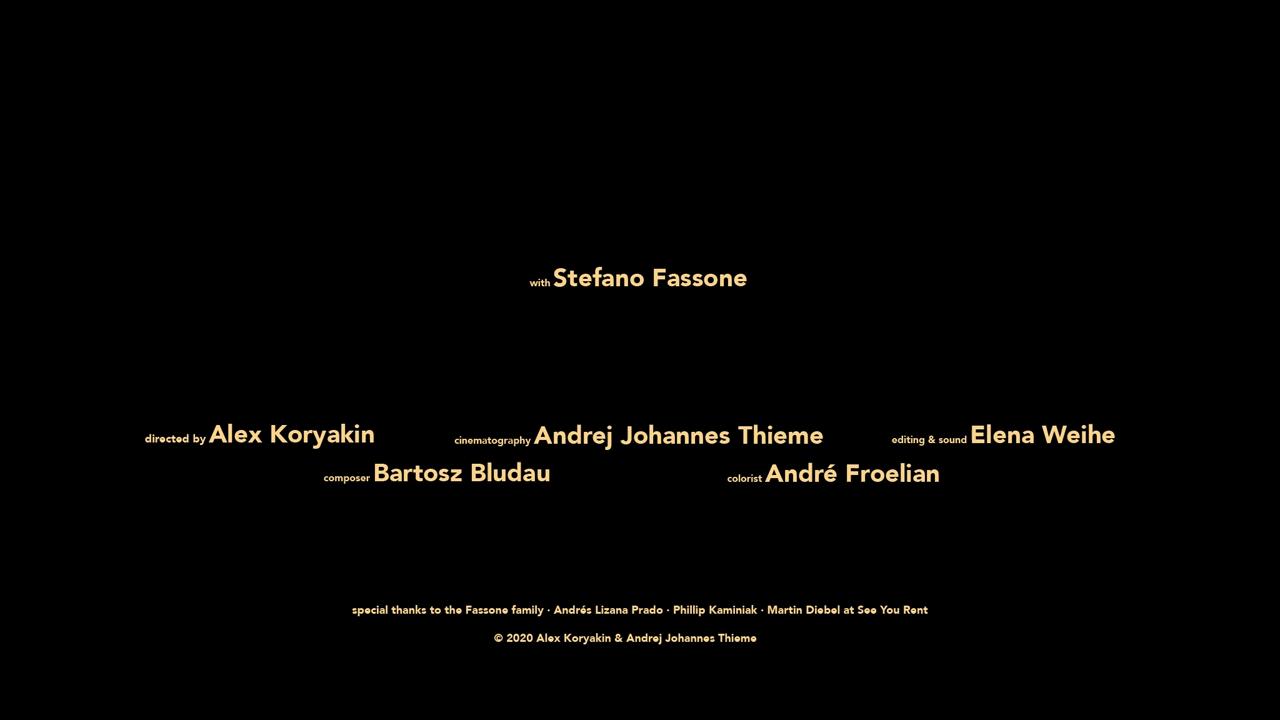 with Stefano Fassone
directed by Alex Koryakin cinematography Andrej Johannes Thieme editing & sound Elena Weihe
composer Bartosz Bludau colorist André Froelian
special thanks to the Fassone family · Andrés Lizana Prado · Phillip Kaminiak · Martin Diebel at See You Rent
© 2020 Alex Koryakin & Andrej Johannes Thieme